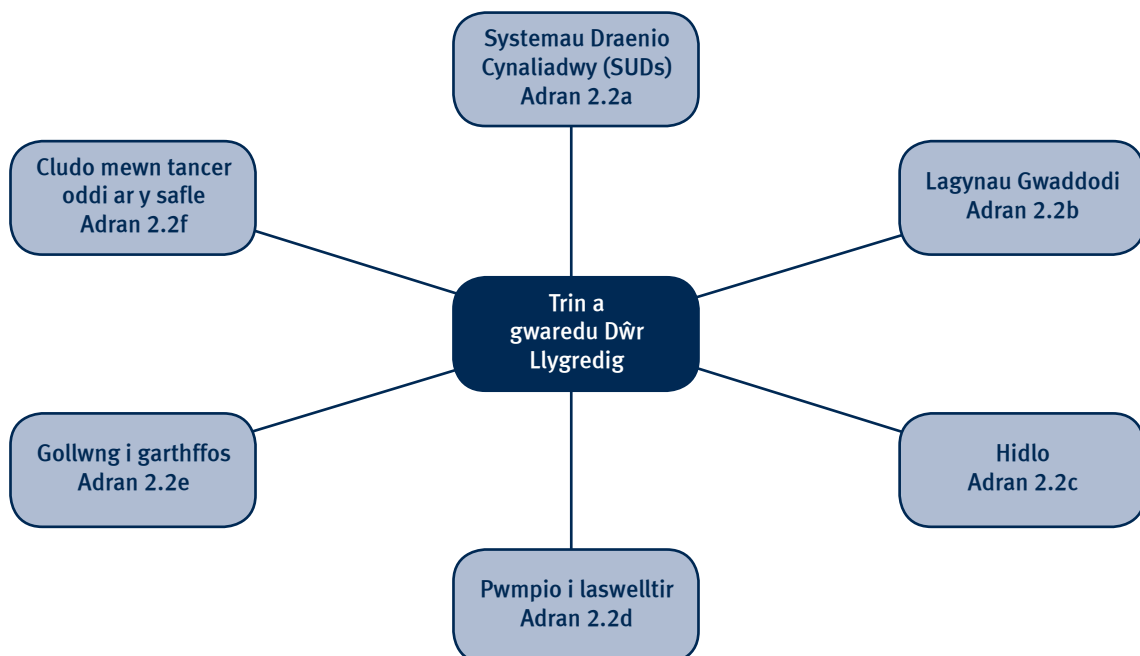 Systemau Draenio
Cynaliadwy (SUDs)
Adran 2.2a
Cludo mewn tancer
oddi ar y safle
Adran 2.2f
Lagynau Gwaddodi
Adran 2.2b
Trin a
gwaredu Dŵr
Llygredig
Gollwng i garthffos
Adran 2.2e
Hidlo
Adran 2.2c
Pwmpio i laswelltir
Adran 2.2d